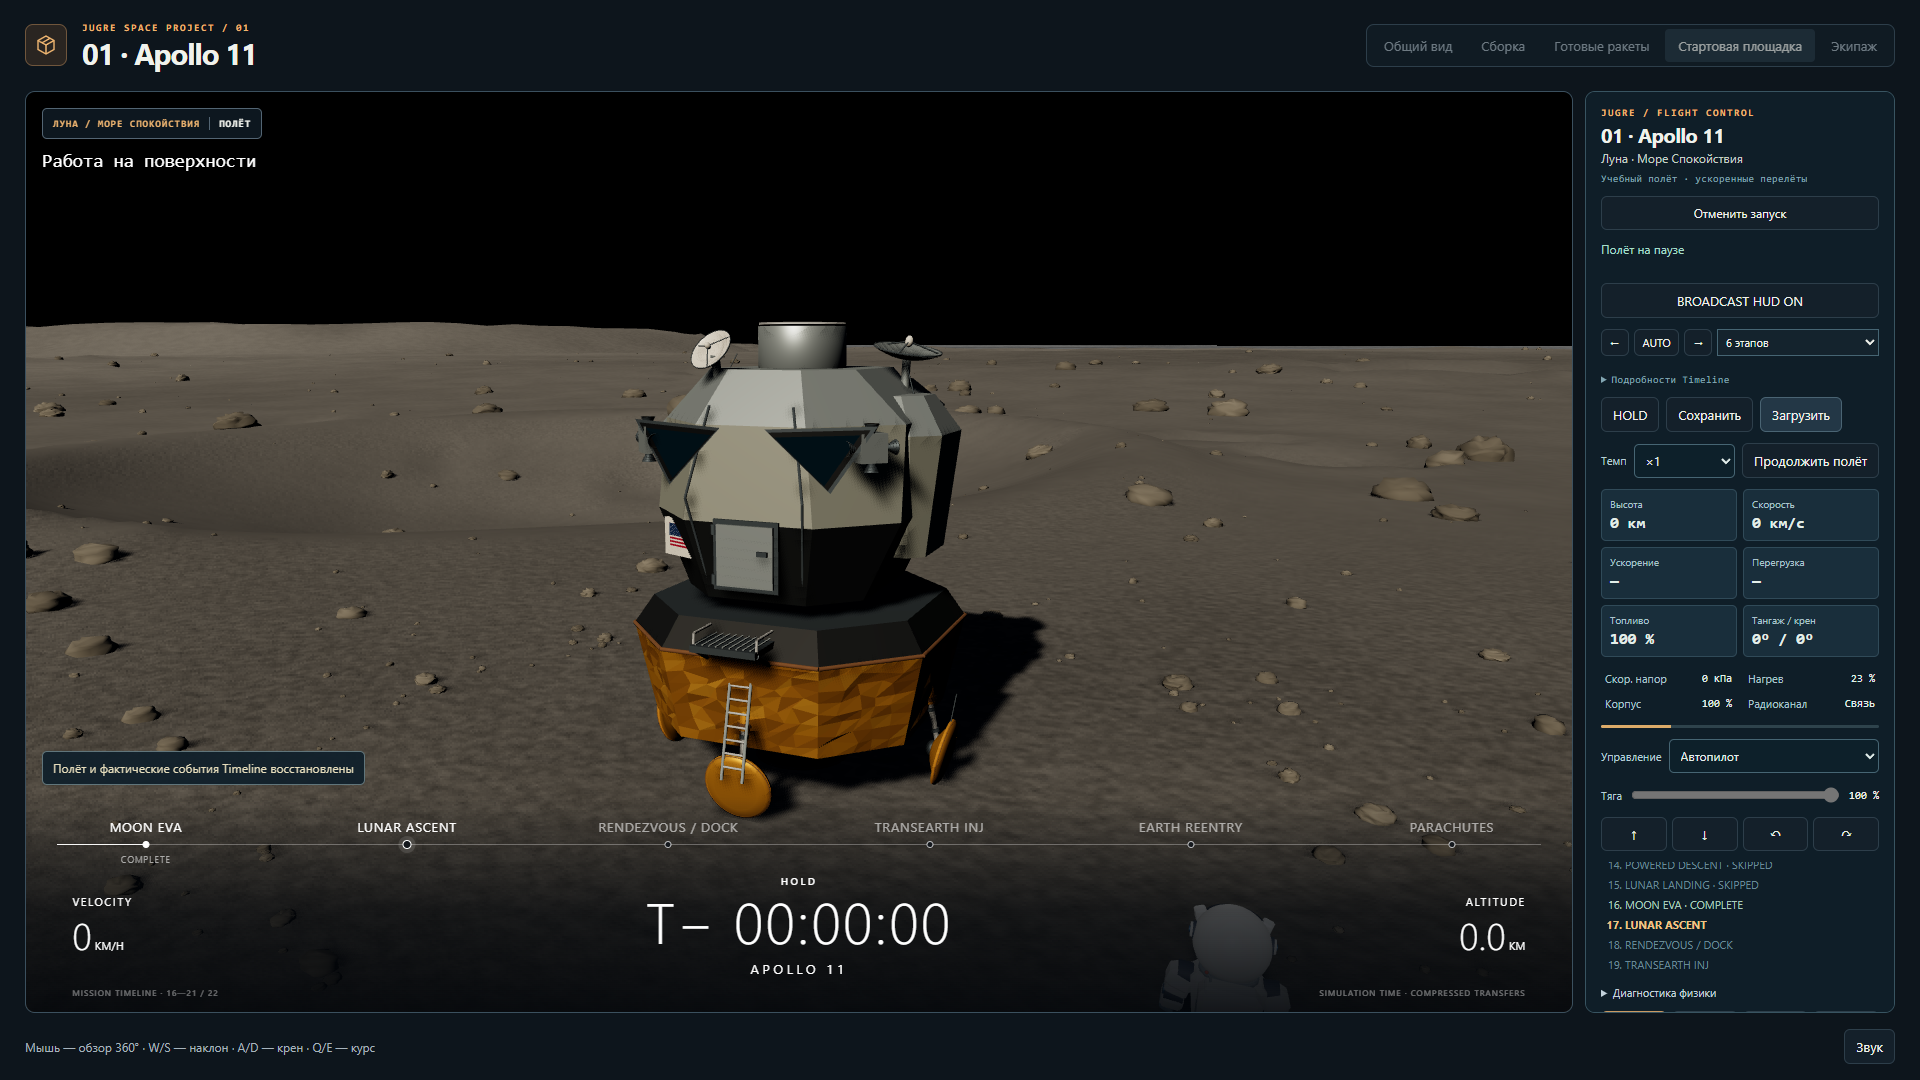 JUGRE SPACE PROJECT / 01
01 · Apollo 11
Общий вид
Сборка
Готовые ракеты
Стартовая площадка
Экипаж
ЛУНА / МОРЕ СПОКОЙСТВИЯ | ПОЛЁТ
Работа на поверхности
Полёт и фактические события Timeline восстановлены
MOON EVA
LUNAR ASCENT
RENDEZVOUS / DOCK
TRANSEARTH INJ
EARTH REENTRY
PARACHUTES
COMPLETE
HOLD
VELOCITY
0 KM/H
T− 00:00:00
ALTITUDE
0.0 KM
APOLLO 11
MISSION TIMELINE · 16—21 / 22
SIMULATION TIME · COMPRESSED TRANSFERS
JUGRE / FLIGHT CONTROL
01 · Apollo 11
Луна · Море Спокойствия
Учебный полёт · ускоренные перелёты
Отменить запуск
Полёт на паузе
BROADCAST HUD ON
← AUTO → 6 этапов
▶ Подробности Timeline
HOLD Сохранить Загрузить
Темп ×1 Продолжить полёт
Высота
0 км
Скорость
0 км/с
Ускорение
—
Перегрузка
—
Топливо
100 %
Тангаж / крен
0° / 0°
Скор. напор 0 кПа Нагрев 23 %
Корпус 100 % Радиоканал Связь
Управление Автопилот
Тяга 100 %
↑ ↓ ↶ ↷
14. POWERED DESCENT · SKIPPED
15. LUNAR LANDING · SKIPPED
16. MOON EVA · COMPLETE
17. LUNAR ASCENT
18. RENDEZVOUS / DOCK
19. TRANSEARTH INJ
▶ Диагностика физики
Мышь — обзор 360° · W/S — наклон · A/D — крен · Q/E — курс
Звук